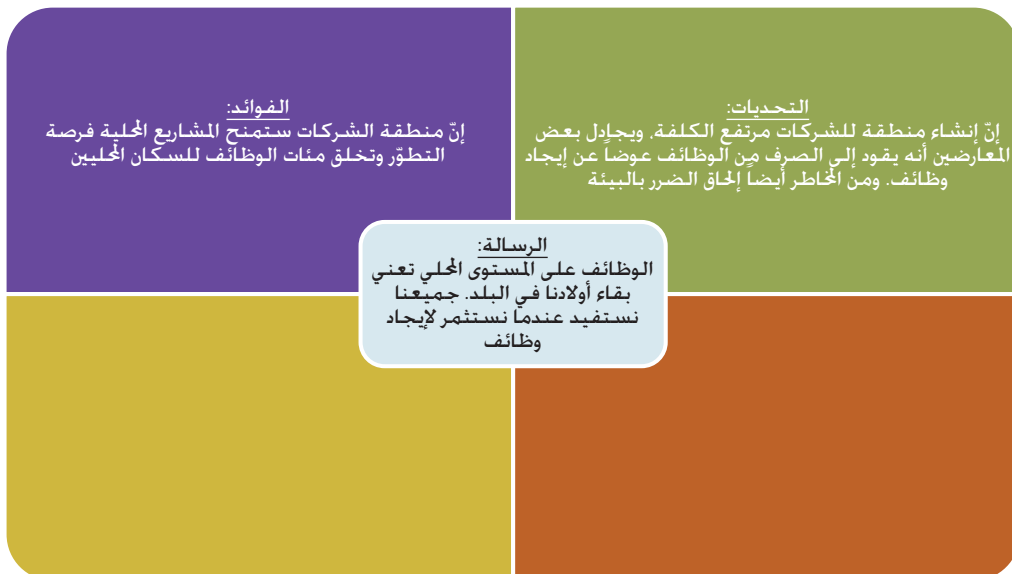 التحديات:
إنّ إنشاء منطقة للشركات مرتفع الكلفة. ويجادل بعض
المعارضين أنه يقود إلى الصرف من الوظائف عوضاً عن إيجاد
وظائف. ومن المخاطر أيضاً إلحاق الضرر بالبيئة
الفوائد:
إنّ منطقة الشركات ستمنح المشاريع المحلية فرصة
التطوّر وتخلق مئات الوظائف للسكان المحليين
الرسالة:
الوظائف على المستوى المحلي تعني
بقاء أولادنا في البلد. جميعنا
نستفيد عندما نستثمر لإيجاد
وظائف